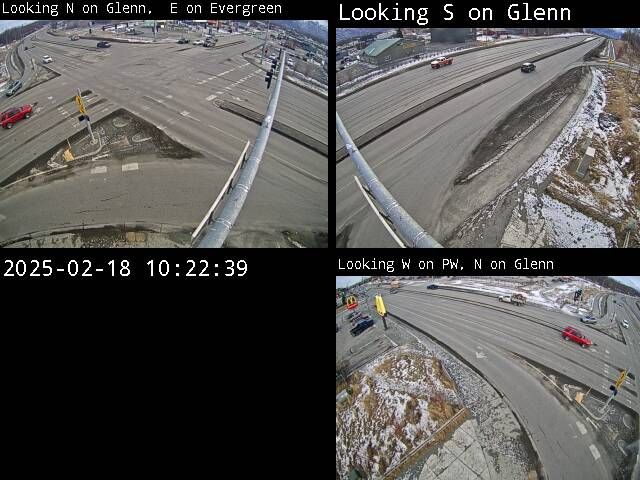 Looking N on Glenn,  E on Evergreen
Looking S on Glenn
2025-02-18 10:22:39
Looking W on PW, N on Glenn